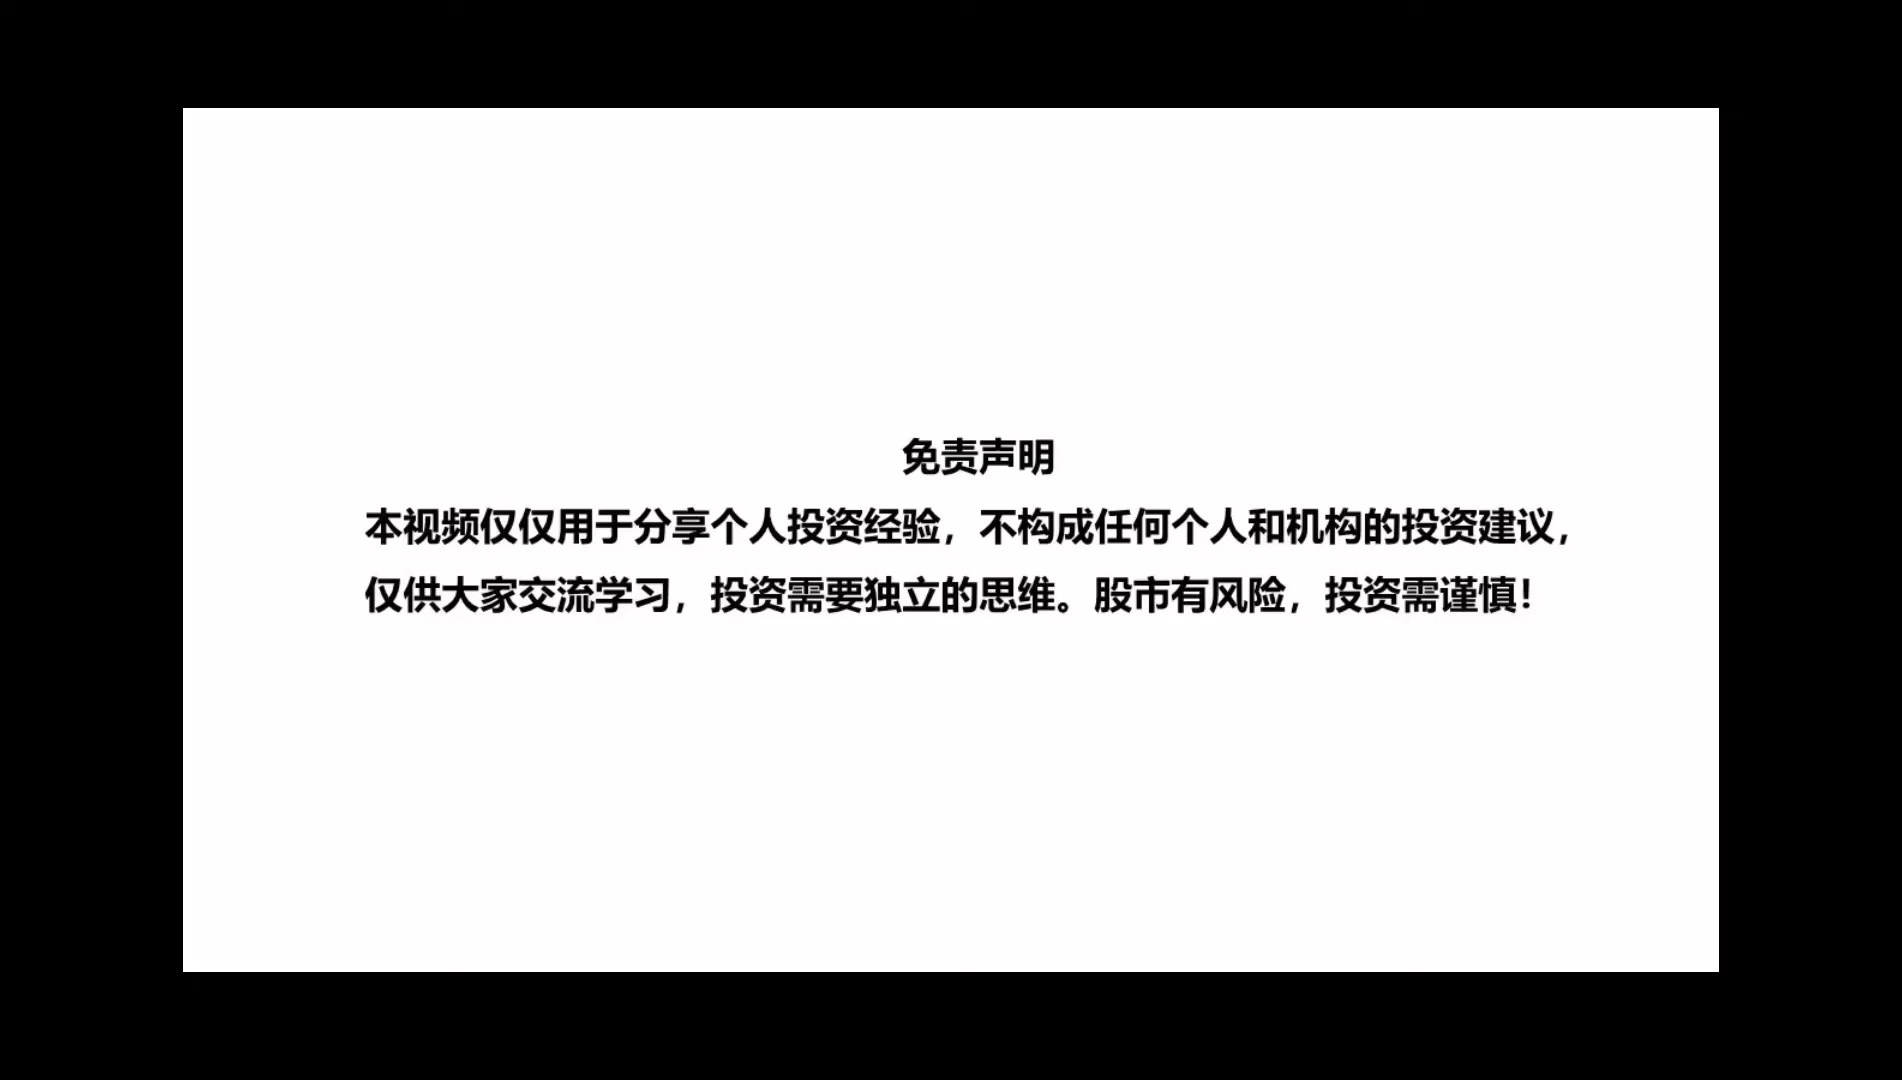 免责声明
本视频仅仅用于分享个人投资经验，不构成任何个人和机构的投资建议，
仅供大家交流学习，投资需要独立的思维。股市有风险，投资需谨慎！